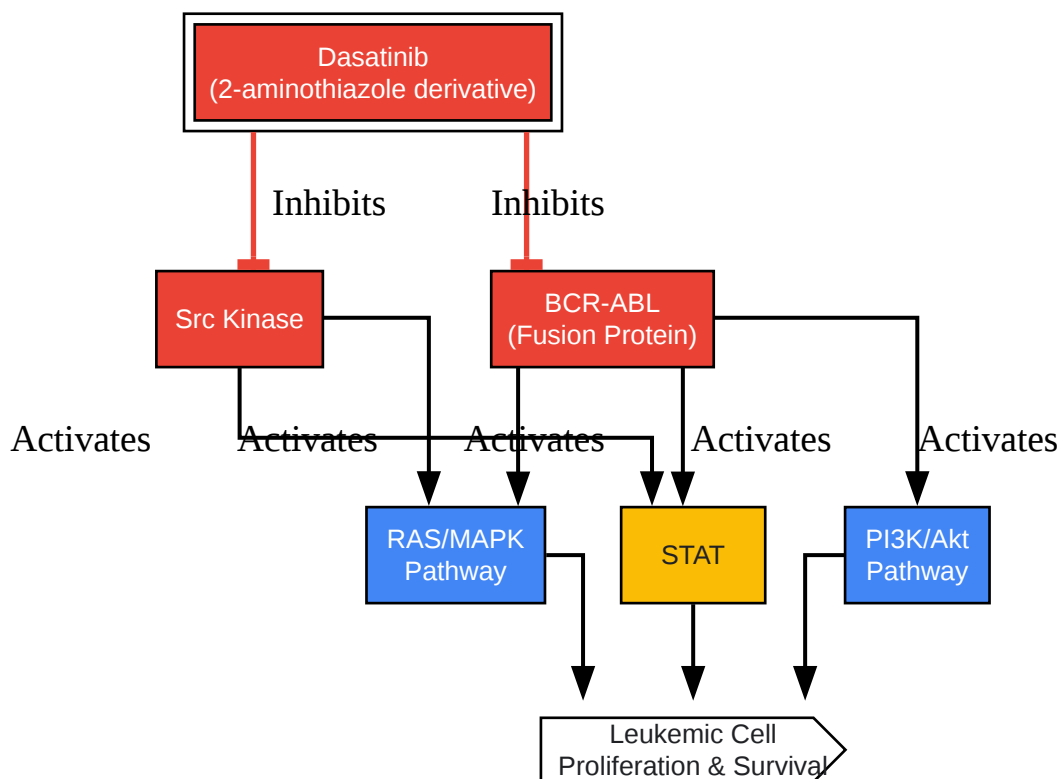 Dasatinib
(2-aminothiazole derivative)
Inhibits
Inhibits
Src Kinase
BCR-ABL
(Fusion Protein)
Activates
Activates
Activates
Activates
Activates
RAS/MAPK
Pathway
STAT
PI3K/Akt
Pathway
Leukemic Cell
Proliferation & Survival